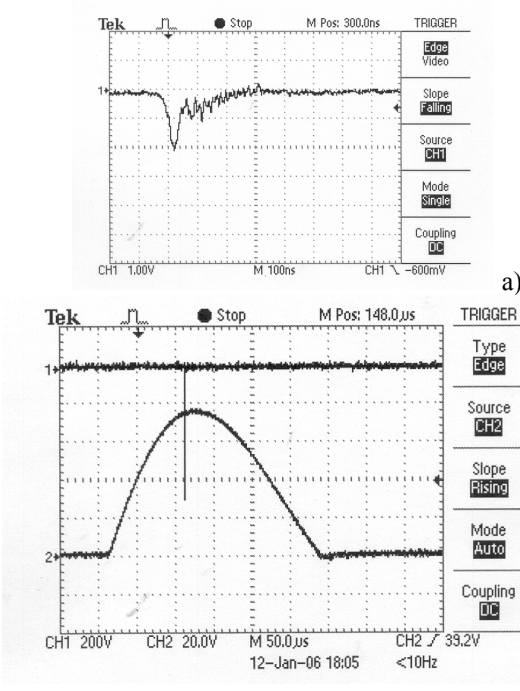 Tek Stop M Pos: 300.0ns TRIGGER
Edge
Video
Slope
Falling
1
Source
CH1
Mode
Single
Coupling
DC
CH1 1.00V M 100ns CH1 -600mV
a)
Tek Stop M Pos: 148.0µs TRIGGER
Type
Edge
1
Source
CH2
Slope
Rising
Mode
Auto
2
Coupling
DC
CH1 200V CH2 20.0V M 50.0µs CH2 39.2V
12-Jan-06 18:05 <10Hz